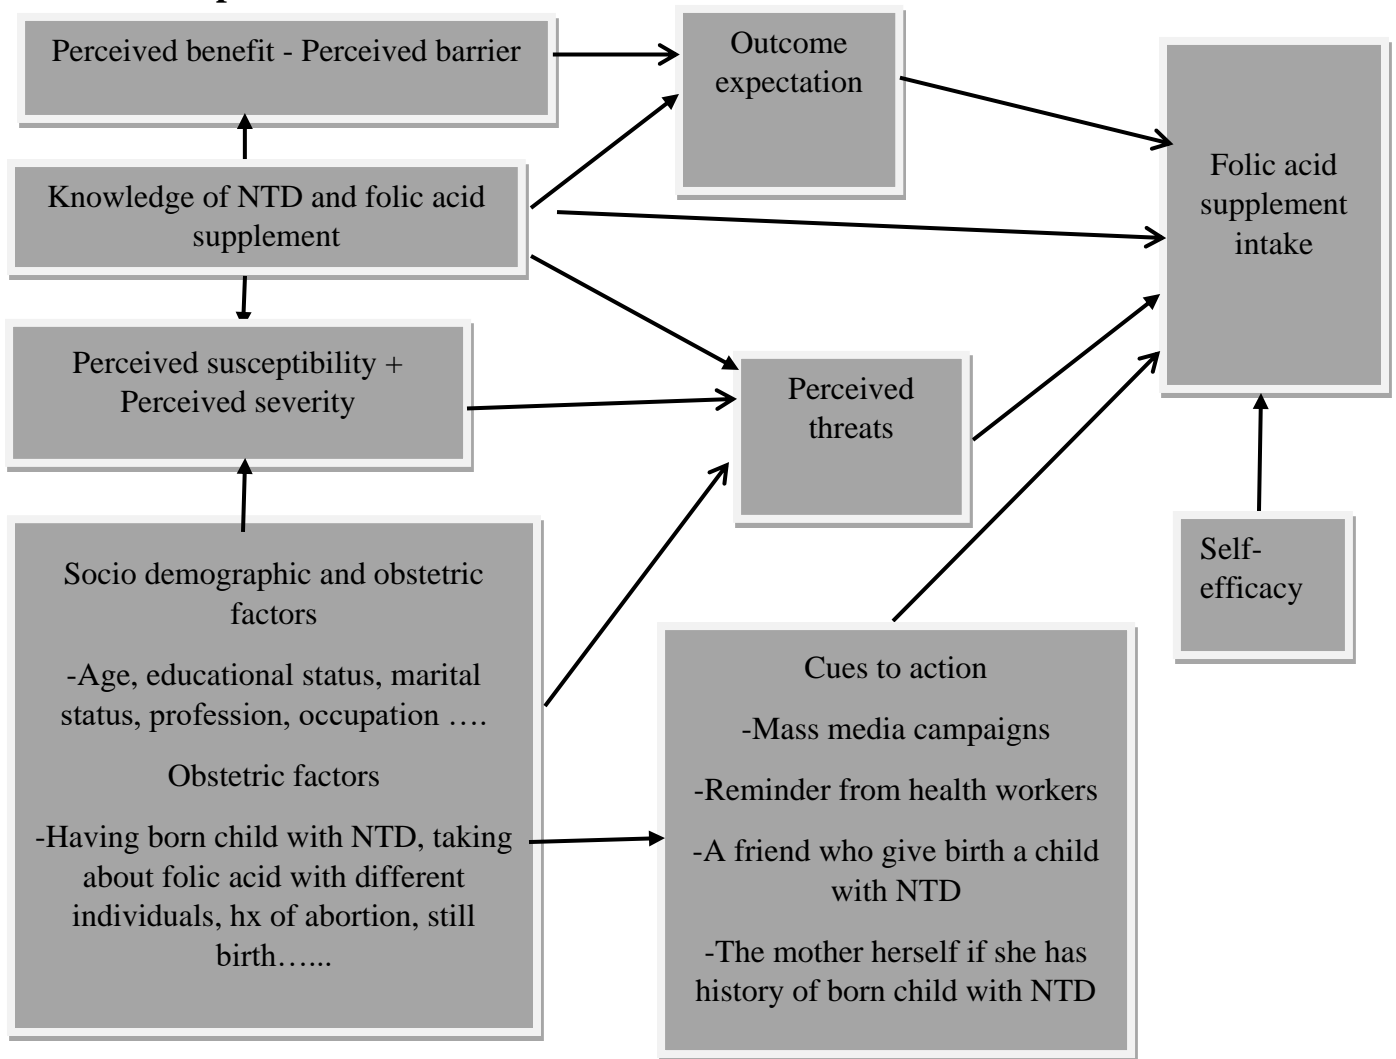 Perceived benefit - Perceived barrier
Outcome
expectation
Folic acid
supplement
intake
Knowledge of NTD and folic acid
supplement
Perceived susceptibility +
Perceived severity
Perceived
threats
Self-
efficacy
Socio demographic and obstetric
factors
-Age, educational status, marital
status, profession, occupation ….
Obstetric factors
-Having born child with NTD, taking
about folic acid with different
individuals, hx of abortion, still
birth…...
Cues to action
-Mass media campaigns
-Reminder from health workers
-A friend who give birth a child
with NTD
-The mother herself if she has
history of born child with NTD